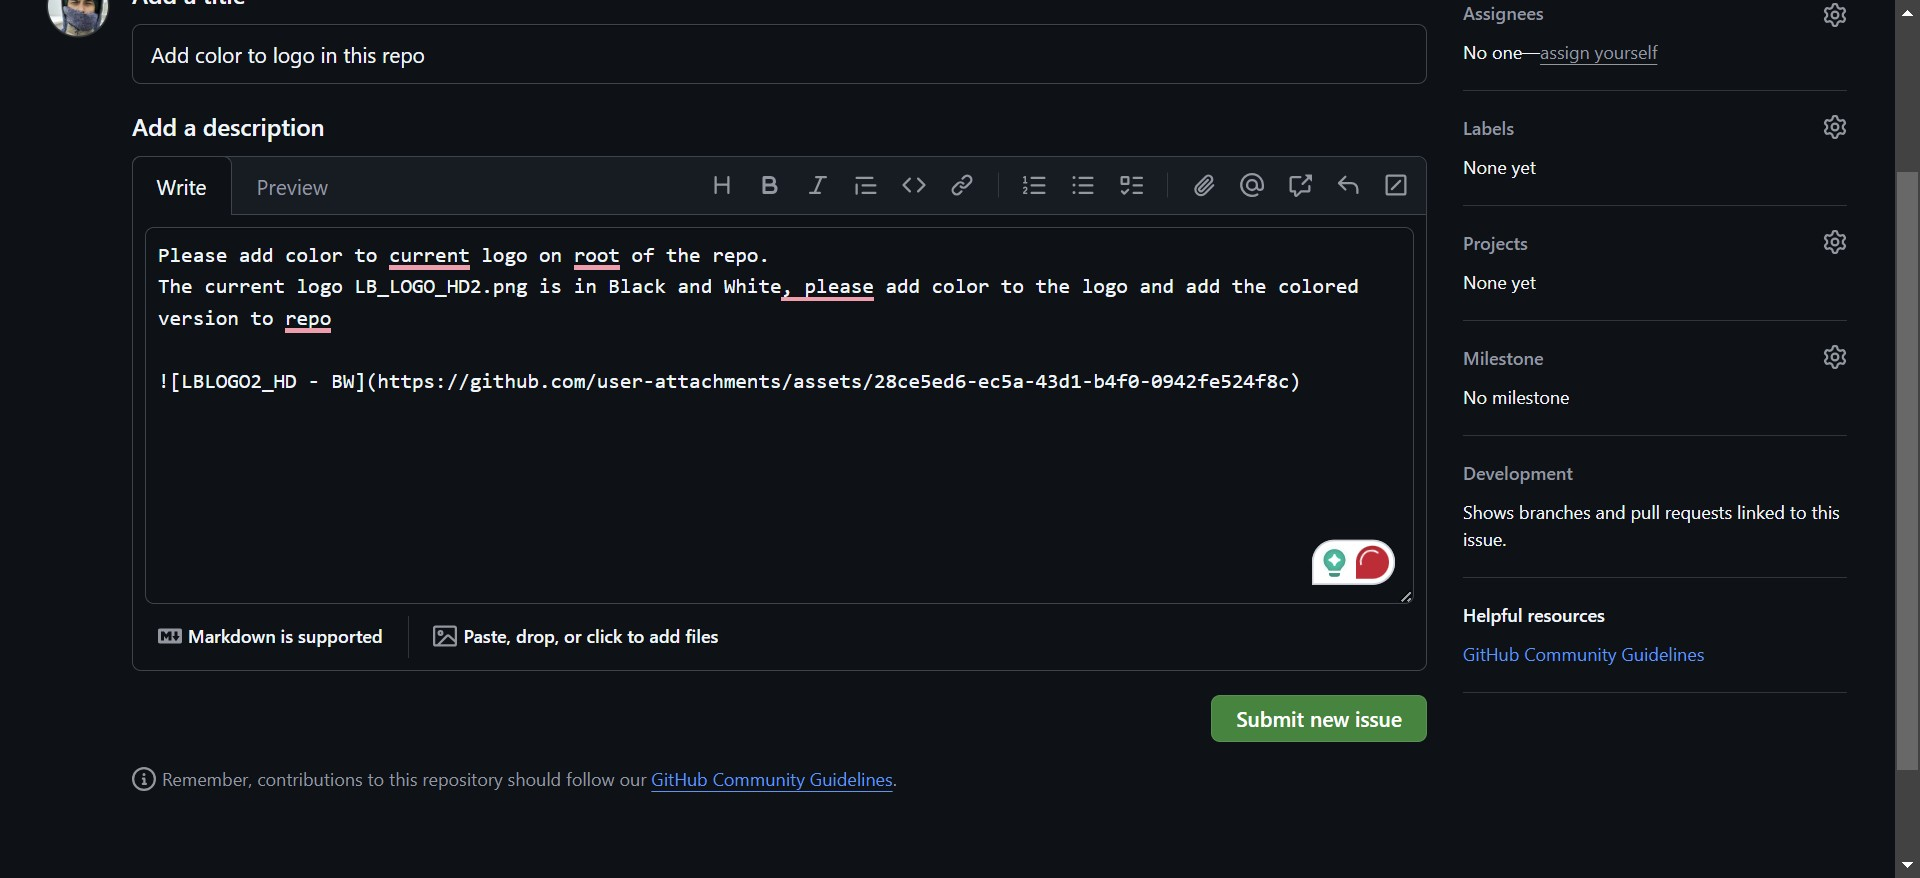 Add a title
Add color to logo in this repo
Add a description
Write Preview
Please add color to current logo on root of the repo.
The current logo LB_LOGO_HD2.png is in Black and White, please add color to the logo and add the colored
version to repo
![LBLOGO2_HD - BW](https://github.com/user-attachments/assets/28ce5ed6-ec5a-43d1-b4f0-0942fe524f8c)
Markdown is supported Paste, drop, or click to add files
Submit new issue
Remember, contributions to this repository should follow our GitHub Community Guidelines.
Assignees
No one—assign yourself
Labels
None yet
Projects
None yet
Milestone
No milestone
Development
Shows branches and pull requests linked to this
issue.
Helpful resources
GitHub Community Guidelines